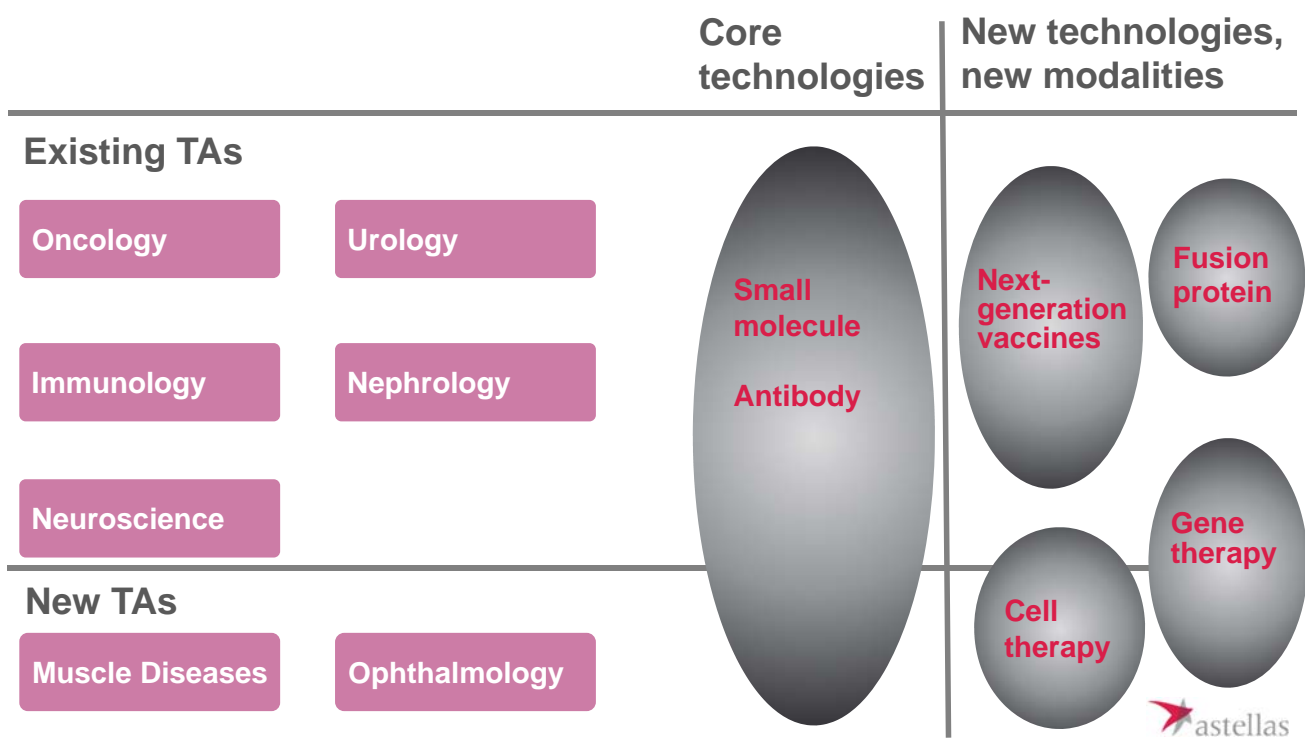 Core
technologies
New technologies,
new modalities
Existing TAs
Oncology
Urology
Immunology
Nephrology
Neuroscience
Small
molecule
Antibody
Next-
generation
vaccines
Fusion
protein
Gene
therapy
Cell
therapy
New TAs
Muscle Diseases
Ophthalmology
astellas